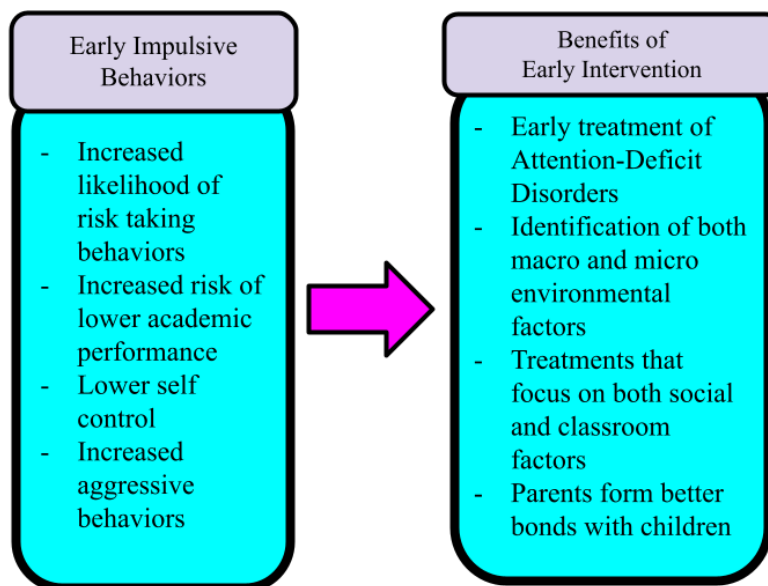 Early Impulsive
Behaviors
- Increased
likelihood of
risk taking
behaviors
- Increased risk of
lower academic
performance
- Lower self
control
- Increased
aggressive
behaviors
Benefits of
Early Intervention
- Early treatment of
Attention-Deficit
Disorders
- Identification of both
macro and micro
environmental
factors
- Treatments that
focus on both social
and classroom
factors
- Parents form better
bonds with children